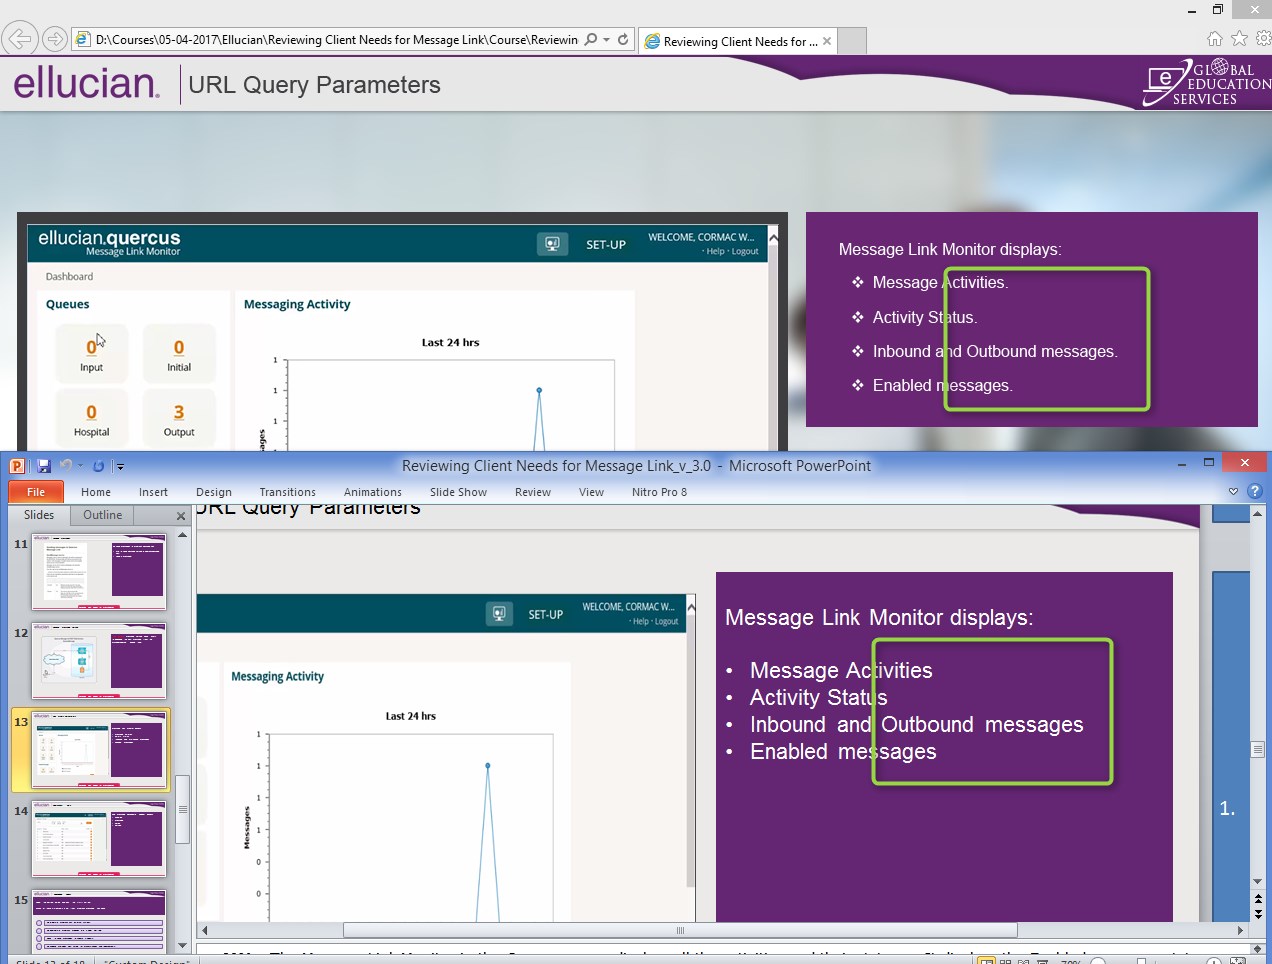 D:\Courses\05-04-2017\Ellucian\Reviewing Client Needs for Message Link\Course\Reviewin
Reviewing Client Needs for ...
ellucian.
URL Query Parameters
GLOBAL
EDUCATION
SERVICES
ellucian.quercus
Message Link Monitor
SET-UP
WELCOME, CORMAC W...
· Help · Logout
Dashboard
Queues
Messaging Activity
0
Input
0
Initial
0
Hospital
3
Output
Last 24 hrs
1
1
1
Message Link Monitor displays:
❖ Message Activities.
❖ Activity Status.
❖ Inbound and Outbound messages.
❖ Enabled messages.
Reviewing Client Needs for Message Link_v_3.0 - Microsoft PowerPoint
File Home Insert Design Transitions Animations Slide Show Review View Nitro Pro 8
Slides Outline
11
12
13
14
15
URL Query Parameters
SET-UP
WELCOME, CORMAC W...
· Help · Logout
Messaging Activity
Last 24 hrs
1
1
1
1
0
0
Messages
Message Link Monitor displays:
• Message Activities
• Activity Status
• Inbound and Outbound messages
• Enabled messages
1.